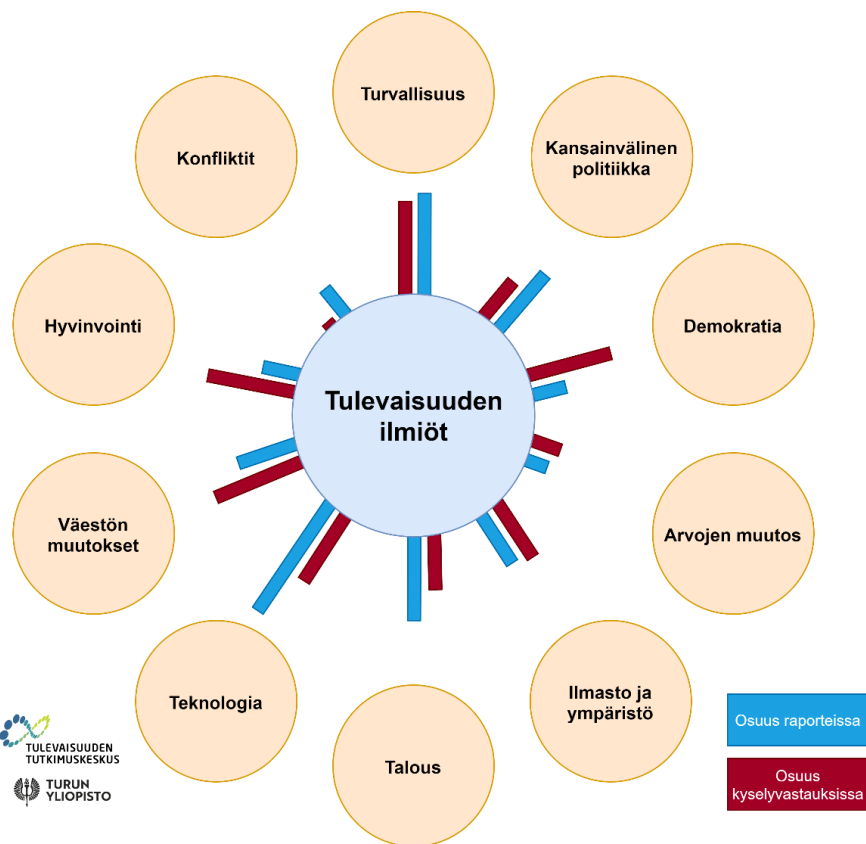 Turvallisuus
Konfliktit
Kansainvälinen
politiikka
Hyvinvointi
Demokratia
Tulevaisuuden
ilmiöt
Väestön
muutokset
Arvojen muutos
Teknologia
Ilmasto ja
ympäristö
Talous
Osuus raporteissa
Osuus
kyselyvastauksissa
TULEVAISUUDEN
TUTKIMUSKESKUS
TURUN
YLIOPISTO